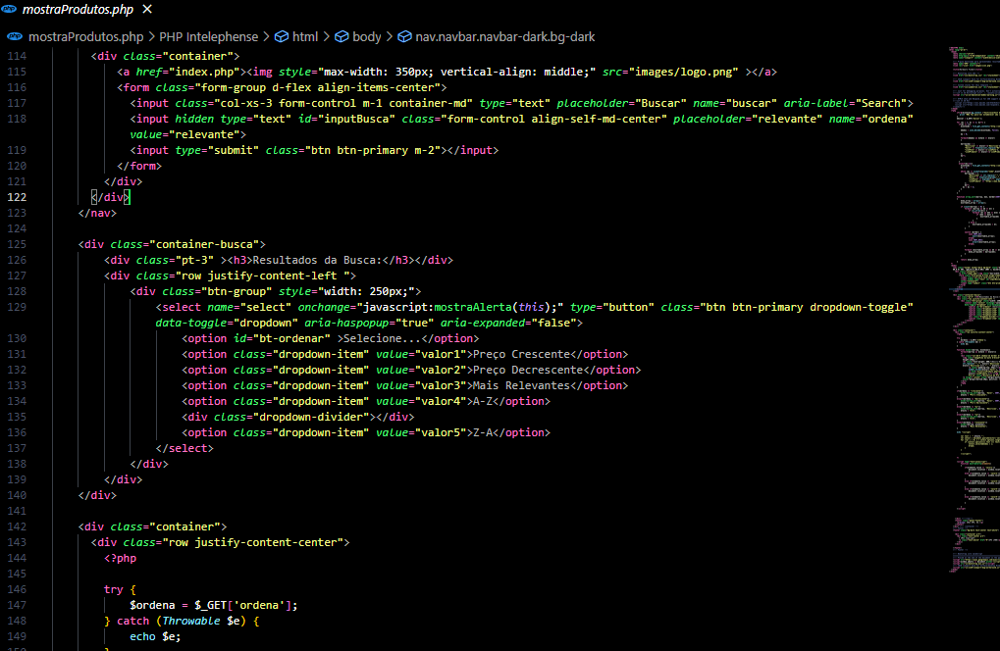 mostraProdutos.php
mostraProdutos.php > PHP Intelephense > html > body > nav.navbar.navbar-dark.bg-dark
114 <div class="container">
115 <a href="index.php"><img style="max-width: 350px; vertical-align: middle;" src="images/logo.png" ></a>
116 <form class="form-group d-flex align-items-center">
117 <input class="col-xs-3 form-control m-1 container-md" type="text" placeholder="Buscar" name="buscar" aria-label="Search">
118 <input hidden type="text" id="inputBusca" class="form-control align-self-md-center" placeholder="relevante" name="ordena"
value="relevante">
119 <input type="submit" class="btn btn-primary m-2"></input>
120 </form>
121 </div>
122 </div>
123 </nav>
124
125 <div class="container-busca">
126 <div class="pt-3" ><h3>Resultados da Busca:</h3></div>
127 <div class="row justify-content-left ">
128 <div class="btn-group" style="width: 250px;">
129 <select name="select" onchange="javascript:mostraAlerta(this);" type="button" class="btn btn-primary dropdown-toggle"
data-toggle="dropdown" aria-haspopup="true" aria-expanded="false">
130 <option id="bt-ordenar" >Selecione...</option>
131 <option class="dropdown-item" value="valor1">Preço Crescente</option>
132 <option class="dropdown-item" value="valor2">Preço Decrescente</option>
133 <option class="dropdown-item" value="valor3">Mais Relevantes</option>
134 <option class="dropdown-item" value="valor4">A-Z</option>
135 <div class="dropdown-divider"></div>
136 <option class="dropdown-item" value="valor5">Z-A</option>
137 </select>
138 </div>
139 </div>
140 </div>
141
142 <div class="container">
143 <div class="row justify-content-center">
144 <?php
145
146 try {
147 $ordena = $_GET['ordena'];
148 } catch (Throwable $e) {
149 echo $e;
150 }